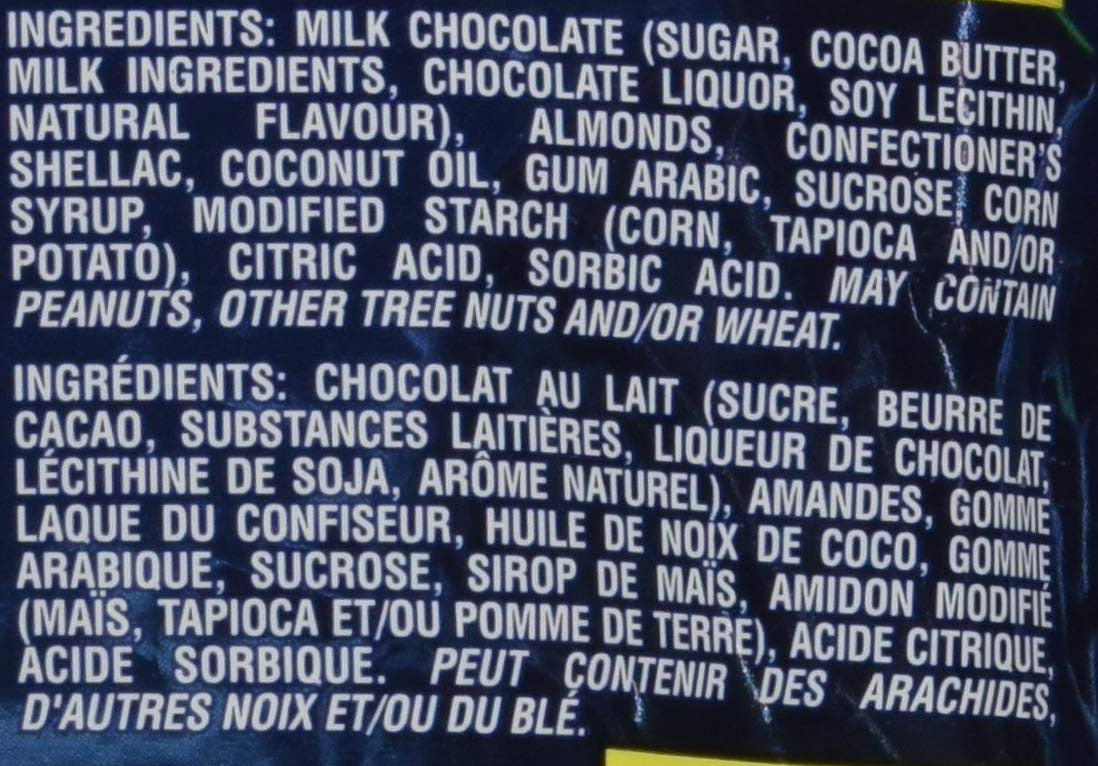 INGREDIENTS: MILK CHOCOLATE (SUGAR, COCOA BUTTER,
MILK INGREDIENTS, CHOCOLATE LIQUOR, SOY LECITHIN,
NATURAL FLAVOUR), ALMONDS, CONFECTIONER'S
SHELLAC, COCONUT OIL, GUM ARABIC, SUCROSE, CORN
SYRUP, MODIFIED STARCH (CORN, TAPIOCA AND/OR
POTATO), CITRIC ACID, SORBIC ACID. MAY CONTAIN
PEANUTS, OTHER TREE NUTS AND/OR WHEAT.
INGRÉDIENTS: CHOCOLAT AU LAIT (SUCRE, BEURRE DE
CACAO, SUBSTANCES LAITIÈRES, LIQUEUR DE CHOCOLAT,
LÉCITHINE DE SOJA, ARÔME NATUREL), AMANDES, GOMME
LAQUE DU CONFISEUR, HUILE DE NOIX DE COCO, GOMME
ARABIQUE, SUCROSE, SIROP DE MAÏS, AMIDON MODIFIÉ
(MAÏS, TAPIOCA ET/OU POMME DE TERRE), ACIDE CITRIQUE,
ACIDE SORBIQUE. PEUT CONTENIR DES ARACHIDES,
D'AUTRES NOIX ET/OU DU BLÉ.